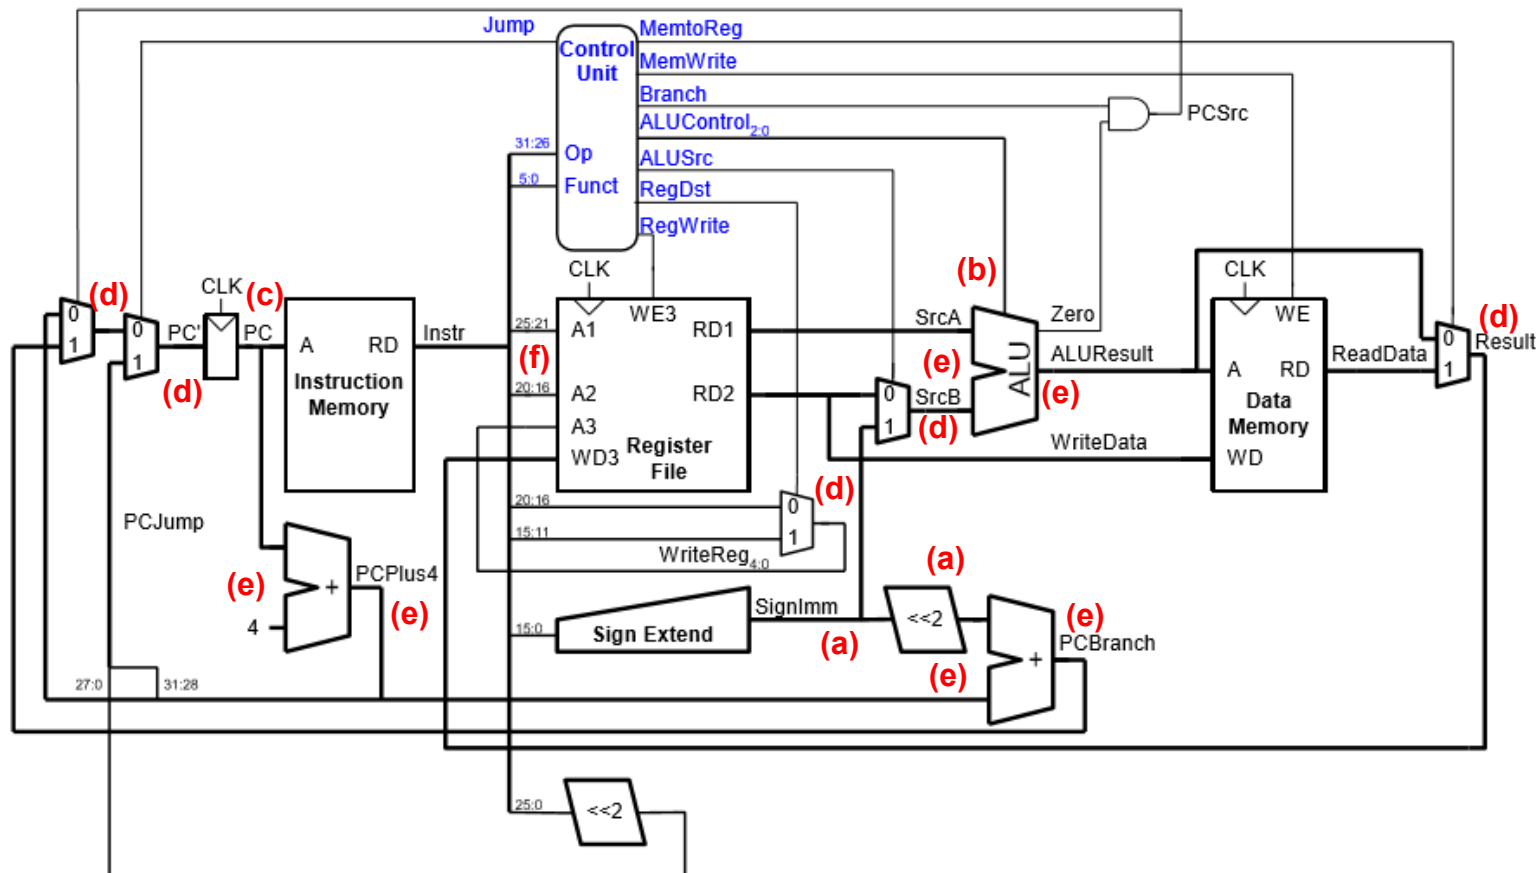 Jump
Control
Unit
Op
Funct
31:26
5:0
MemtoReg
MemWrite
Branch
ALUControl2:0
ALUSrc
RegDst
RegWrite
PCSrc
0
1
(d)
0
1
PC'
(d)
CLK
(c)
PC
A
RD
Instruction
Memory
Instr
25:21
(f)
20:16
CLK
WE3
A1
RD1
A2
RD2
A3
WD3
Register
File
SrcA
(b)
(e)
0
1
SrcB
(d)
ALU
Zero
ALUResult
(e)
WriteData
CLK
WE
A
RD
Data
Memory
WD
ReadData
0
1
(d)
Result
20:16
15:11
0
1
(d)
WriteReg4:0
PCJump
(e)
4
+
PCPlus4
(e)
27:0
31:28
15:0
Sign Extend
SignImm
(a)
(a)
<<2
(e)
+
(e)
PCBranch
25:0
<<2